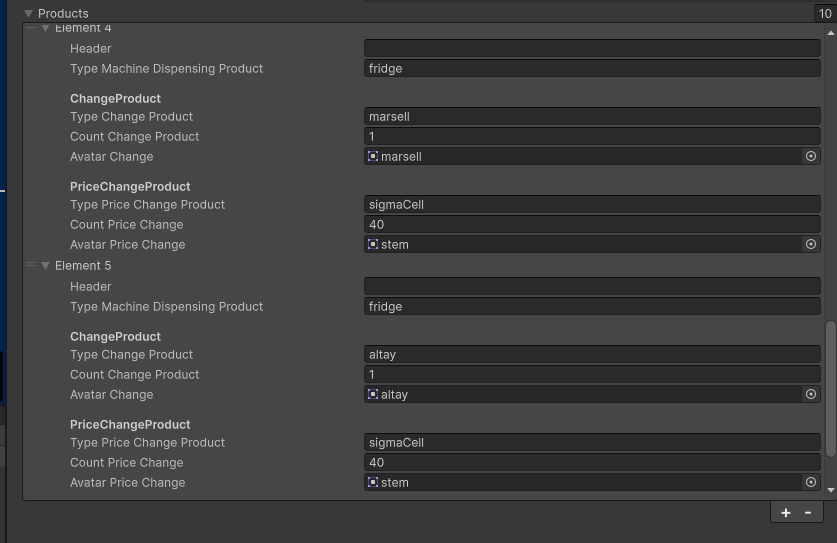 Products 10
Element 4
Header
Type Machine Dispensing Product fridge
ChangeProduct
Type Change Product marsell
Count Change Product 1
Avatar Change marsell
PriceChangeProduct
Type Price Change Product sigmaCell
Count Price Change 40
Avatar Price Change stem
Element 5
Header
Type Machine Dispensing Product fridge
ChangeProduct
Type Change Product altay
Count Change Product 1
Avatar Change altay
PriceChangeProduct
Type Price Change Product sigmaCell
Count Price Change 40
Avatar Price Change stem
+ -